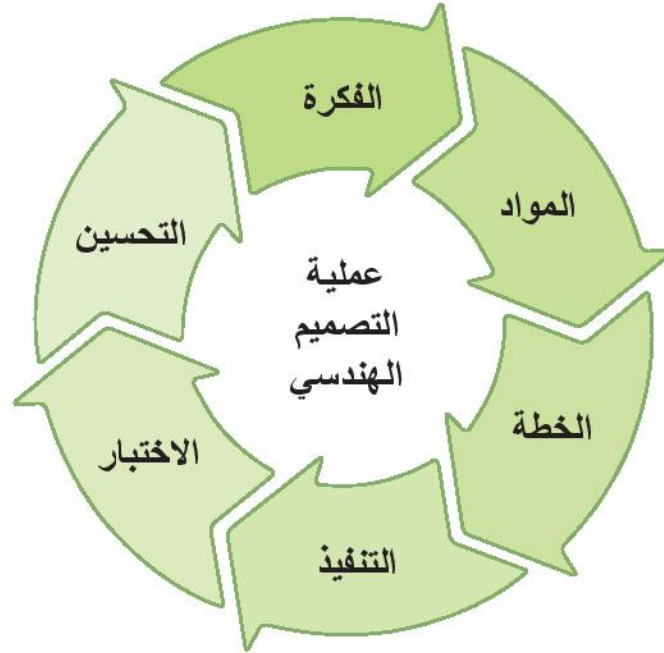 الفكرة
المواد
الخطة
التنفيذ
الاختبار
التحسين
عملية
التصميم
الهندسي